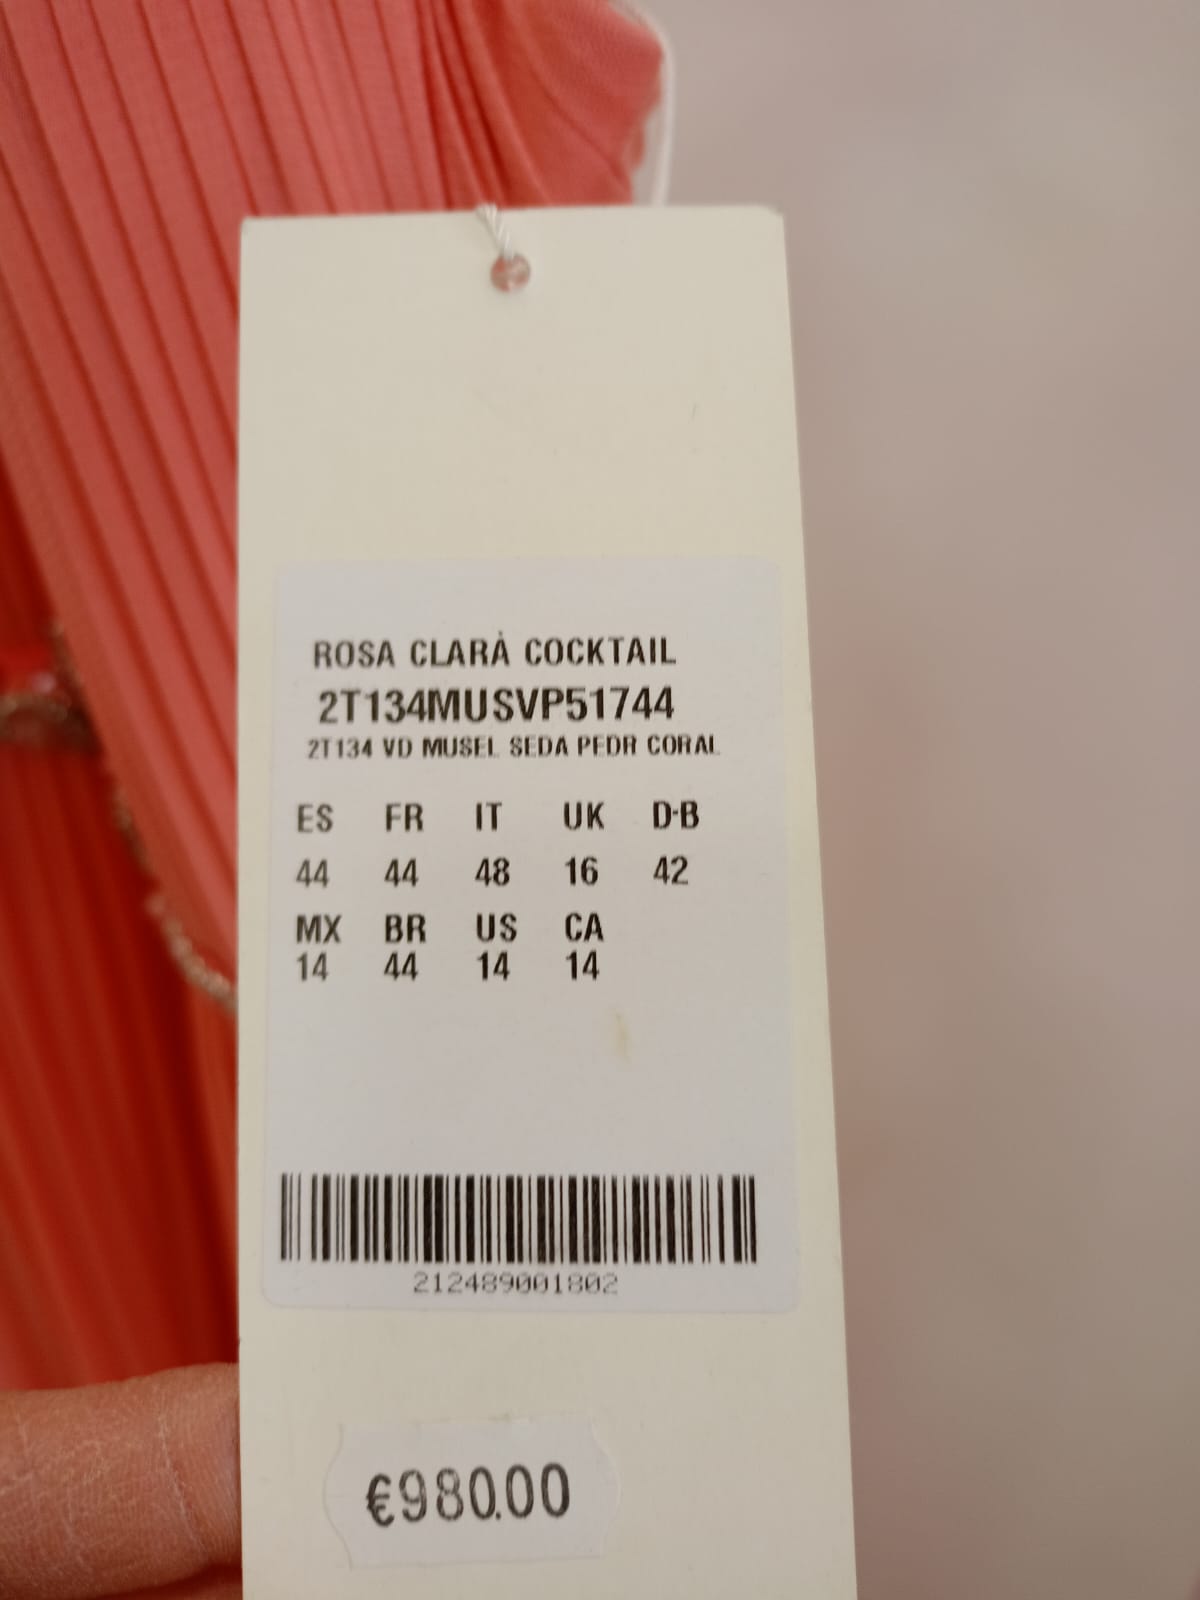 ROSA CLARÀ COCKTAIL
2T134MUSVP51744
2T134 VD MUSEL SEDA PEDR CORAL
ES FR IT UK D-B
44 44 48 16 42
MX BR US CA
14 44 14 14
212489001802
€980.00